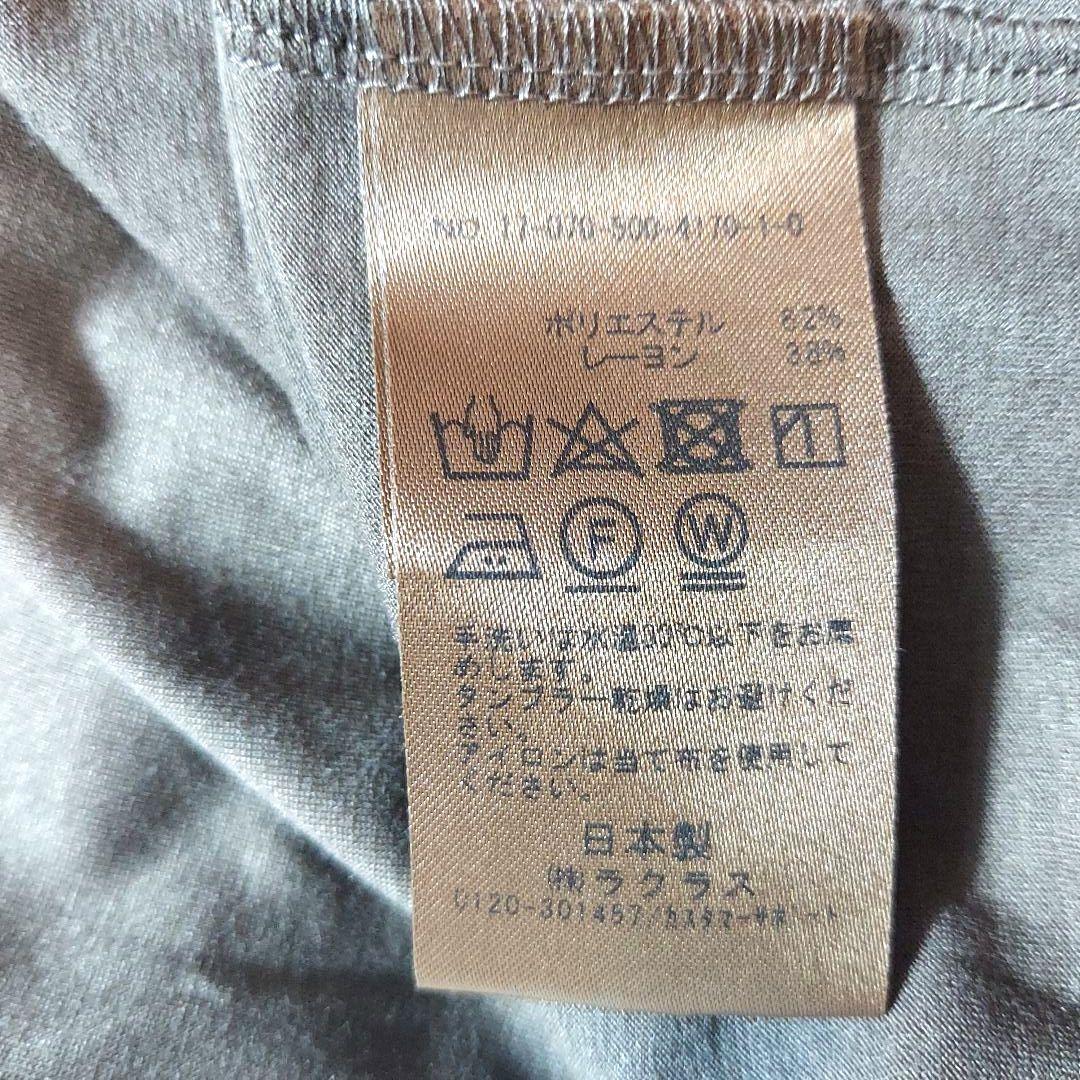 NO 17-070-500-4179-1-0
ポリエステル 62%
レーヨン 38%
F W
手洗いは水温30℃以下をお薦
めします。
タンブラー乾燥はお避けくだ
さい。
アイロンは当て布を使用して
ください。
日本製
㈱ラクラス
0120-301457/カスタマーサポート